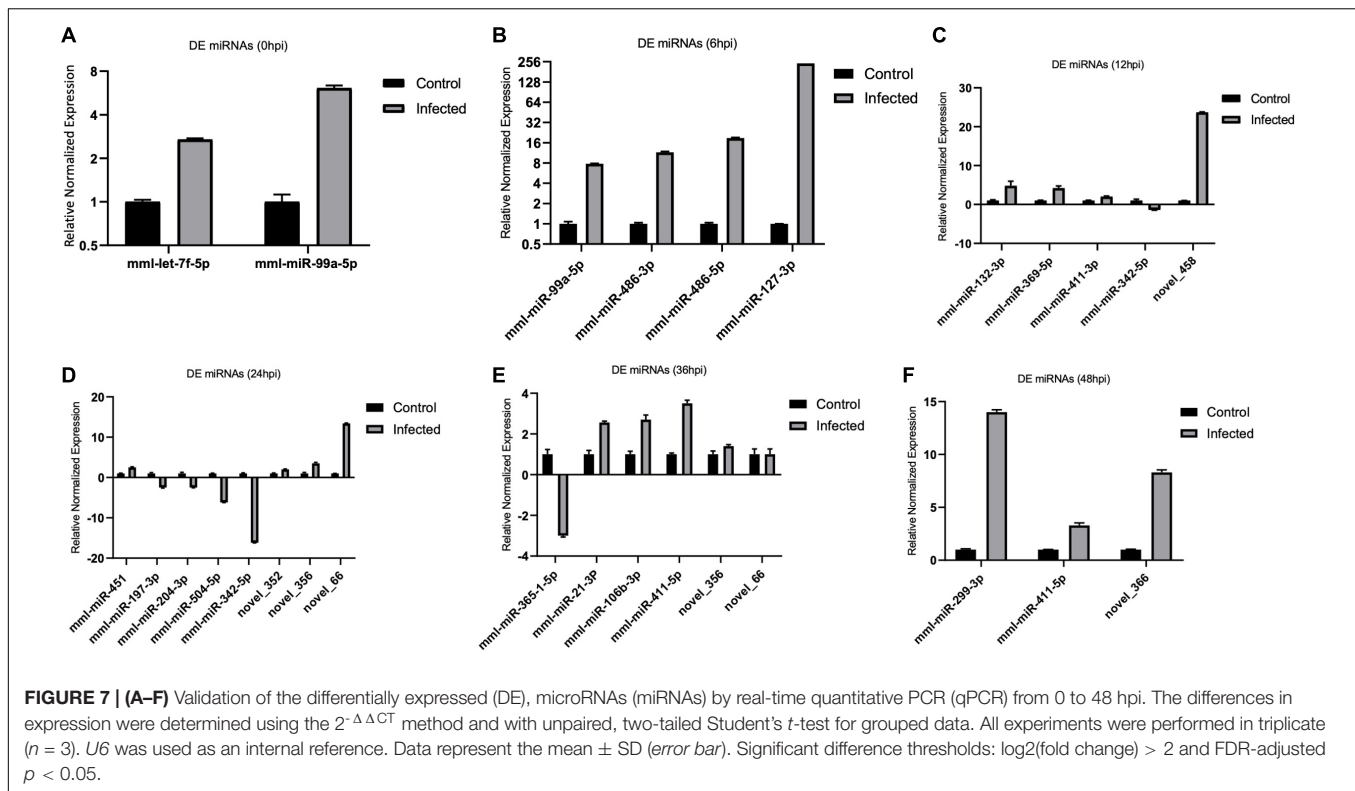 A
DE miRNAs (0hpi)
Relative Normalized Expression
8
4
2
1
0.5
Control
Infected
mml-let-7f-5p
mml-miR-99a-5p
B
DE miRNAs (6hpi)
Relative Normalized Expression
256
128
64
32
16
8
4
2
1
0.5
Control
Infected
mml-miR-99a-5p
mml-miR-486-3p
mml-miR-486-5p
mml-miR-127-3p
C
DE miRNAs (12hpi)
Relative Normalized Expression
30
20
10
0
-10
Control
Infected
mml-miR-132-3p
mml-miR-369-5p
mml-miR-411-3p
mml-miR-342-5p
novel_458
D
DE miRNAs (24hpi)
Relative Normalized Expression
20
10
0
-10
-20
Control
Infected
mml-miR-451
mml-miR-197-3p
mml-miR-204-3p
mml-miR-504-5p
mml-miR-342-5p
novel_352
novel_356
novel_66
E
DE miRNAs (36hpi)
Relative Normalized Expression
4
2
0
-2
-4
Control
Infected
mml-miR-365-1-5p
mml-miR-21-3P
mml-miR-106b-3p
mml-miR-411-5p
novel_356
novel_66
F
DE miRNAs (48hpi)
Relative Normalized Expression
15
10
5
0
Control
Infected
mml-miR-299-3p
mml-miR-411-5p
novel_366
FIGURE 7 | (A–F) Validation of the differentially expressed (DE), microRNAs (miRNAs) by real-time quantitative PCR (qPCR) from 0 to 48 hpi. The differences in
expression were determined using the 2-ΔΔCT method and with unpaired, two-tailed Student's t-test for grouped data. All experiments were performed in triplicate
(n = 3). U6 was used as an internal reference. Data represent the mean ± SD (error bar). Significant difference thresholds: log2(fold change) > 2 and FDR-adjusted
p < 0.05.